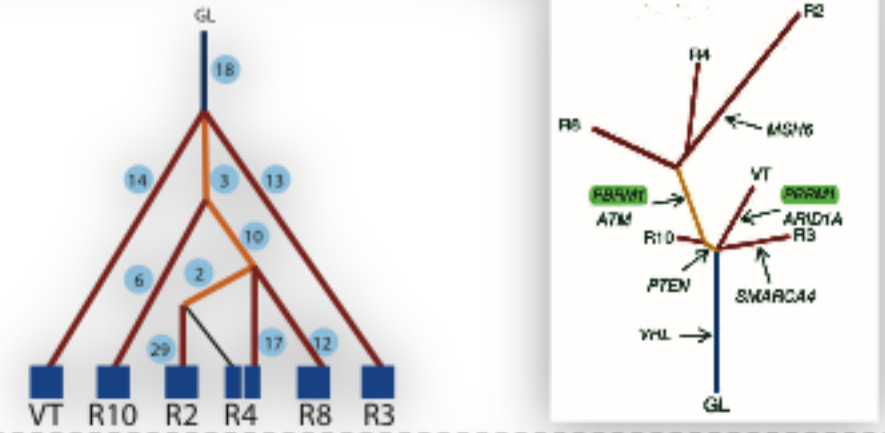 GL
18
14
3
13
10
2
6
29
17
12
VT R10 R2 R4 R8 R3
R2
R4
R8
MSH6
VT
PBRM1
PBRM1
ATM
ARID1A
R10
R3
PTEN
SMARCA4
VHL
GL